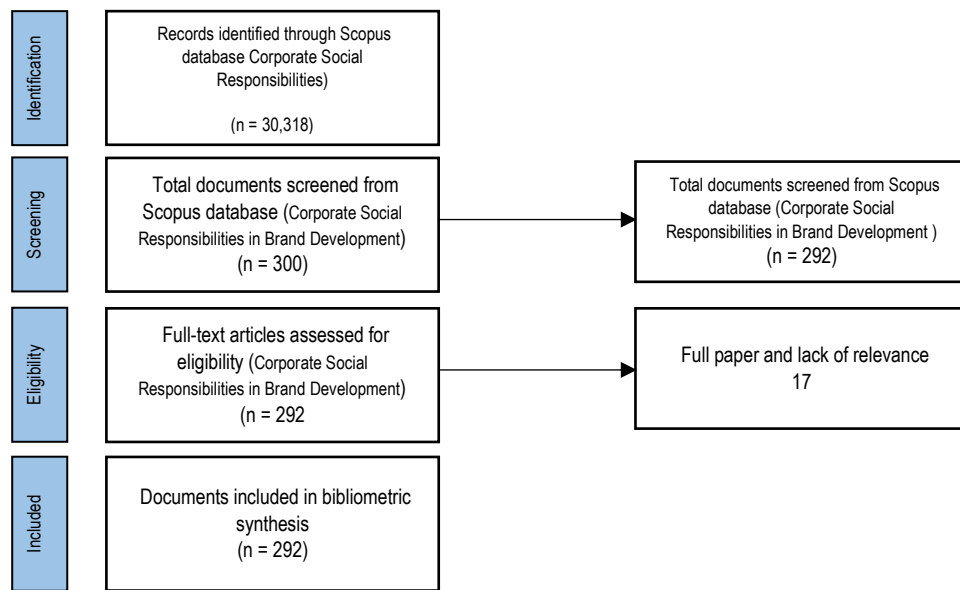 Identification
Records identified through Scopus
database Corporate Social
Responsibilities)
(n = 30,318)
Screening
Total documents screened from
Scopus database (Corporate Social
Responsibilities in Brand Development)
(n = 300)
Total documents screened from Scopus
database (Corporate Social
Responsibilities in Brand Development )
(n = 292)
Eligibility
Full-text articles assessed for
eligibility (Corporate Social
Responsibilities in Brand Development)
(n = 292
Full paper and lack of relevance
17
Included
Documents included in bibliometric
synthesis
(n = 292)